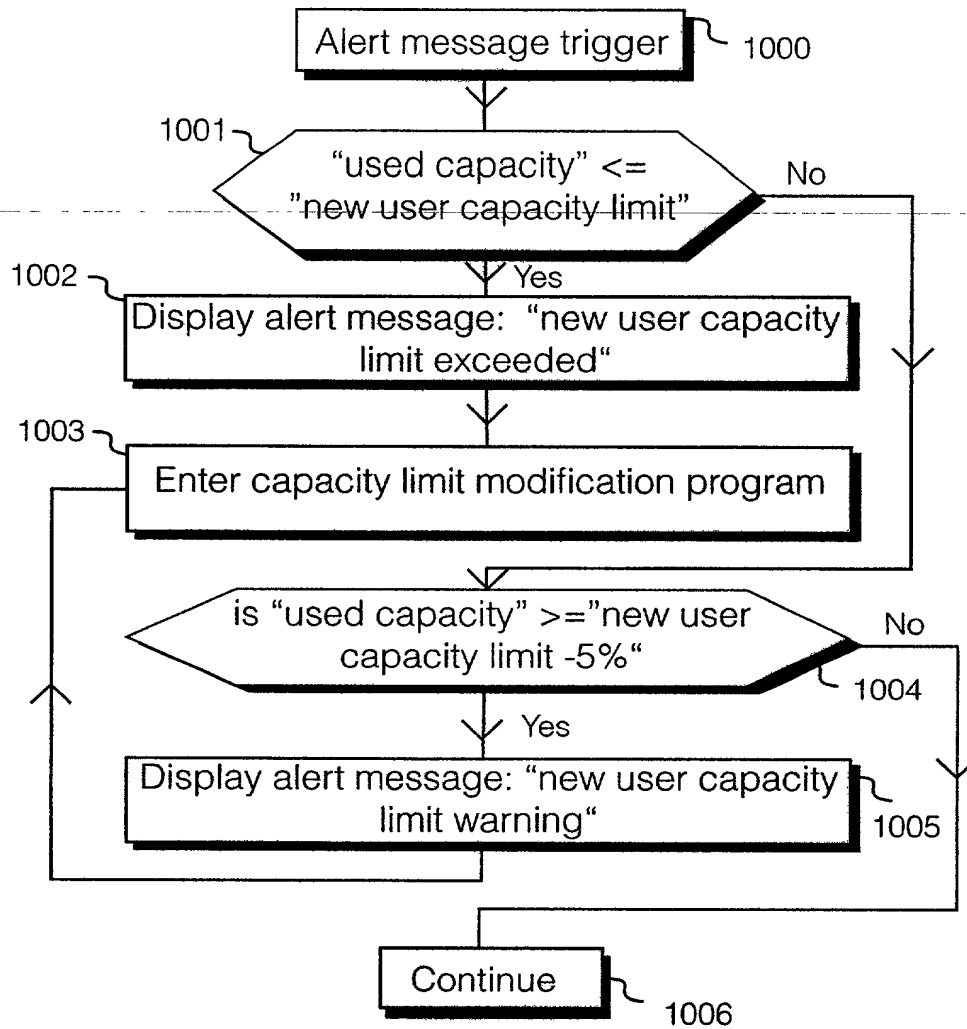 Alert message trigger
1000
1001
“used capacity” <=
”new user capacity limit”
No
Yes
1002
Display alert message: “new user capacity
limit exceeded“
1003
Enter capacity limit modification program
is “used capacity” >=”new user
capacity limit -5%“
No
1004
Yes
Display alert message: “new user capacity
limit warning“
1005
Continue
1006